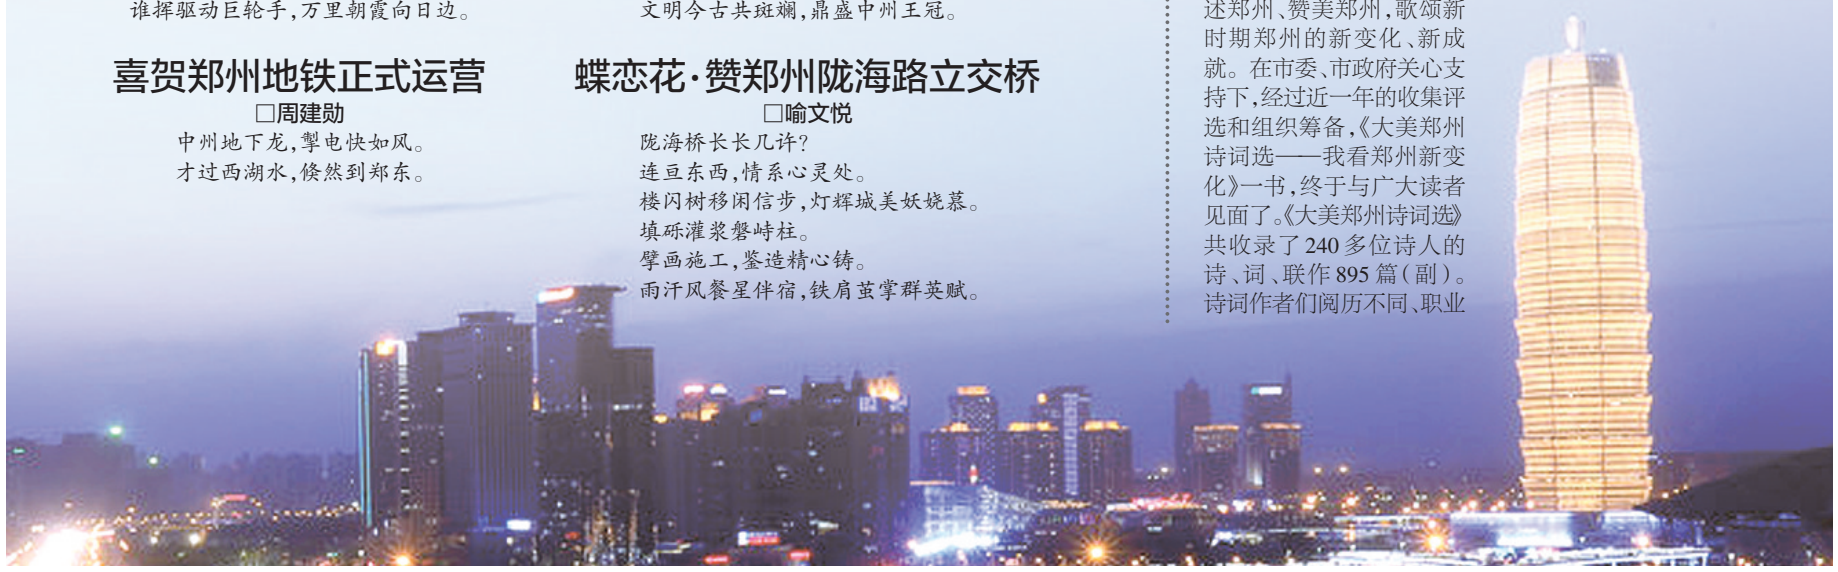 谁挥驱动巨轮手,万里朝霞向日边。
喜贺郑州地铁正式运营
□周建勋
中州地下龙,掣电快如风。
才过西湖水,倏然到郑东。
文明今古共斑斓,鼎盛中州王冠。
蝶恋花·赞郑州陇海路立交桥
□喻文悦
陇海桥长长几许?
连亘东西,情系心灵处。
楼闪树移闲信步,灯辉城美妖娆慕。
填砾灌浆磐峙柱。
擘画施工,鉴造精心铸。
雨汗风餐星伴宿,铁肩茧掌群英赋。
述郑州、赞美郑州,歌颂新
时期郑州的新变化、新成
就。在市委、市政府关心支
持下,经过近一年的收集评
选和组织筹备,《大美郑州
诗词选——我看郑州新变
化》一书,终于与广大读者
见面了。《大美郑州诗词选》
共收录了240多位诗人的
诗、词、联作895篇(副)。
诗词作者们阅历不同、职业